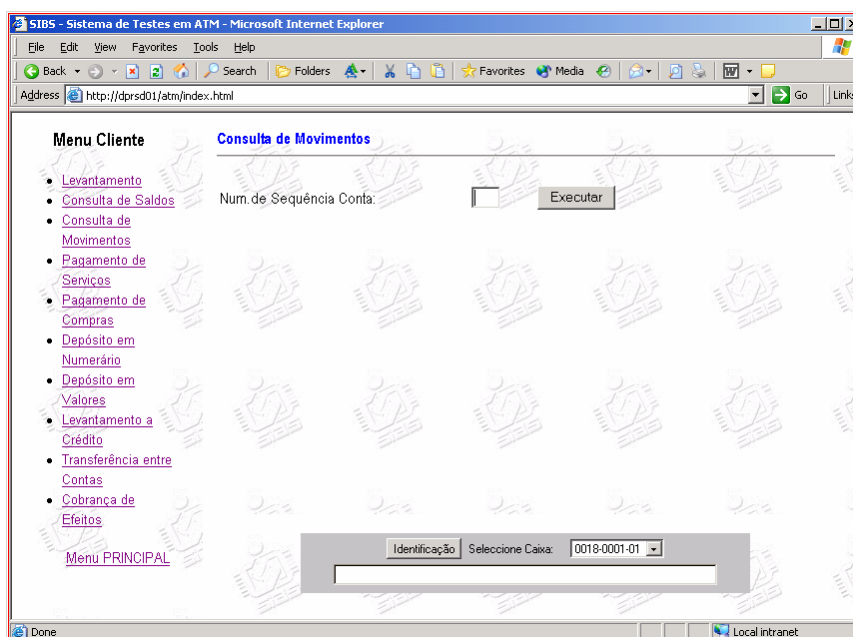 SIBS - Sistema de Testes em ATM - Microsoft Internet Explorer
File Edit View Favorites Tools Help
Back Search Folders Favorites Media
Address http://dprsd01/atm/index.html Go
Menu Cliente
Levantamento
Consulta de Saldos
Consulta de
Movimentos
Pagamento de
Serviços
Pagamento de
Compras
Depósito em
Numerário
Depósito em
Valores
Levantamento a
Crédito
Transferência entre
Contas
Cobrança de
Efeitos
Menu PRINCIPAL
Consulta de Movimentos
Num.de Sequência Conta: Executar
Identificação Seleccione Caixa: 0018-0001-01
Done Local intranet